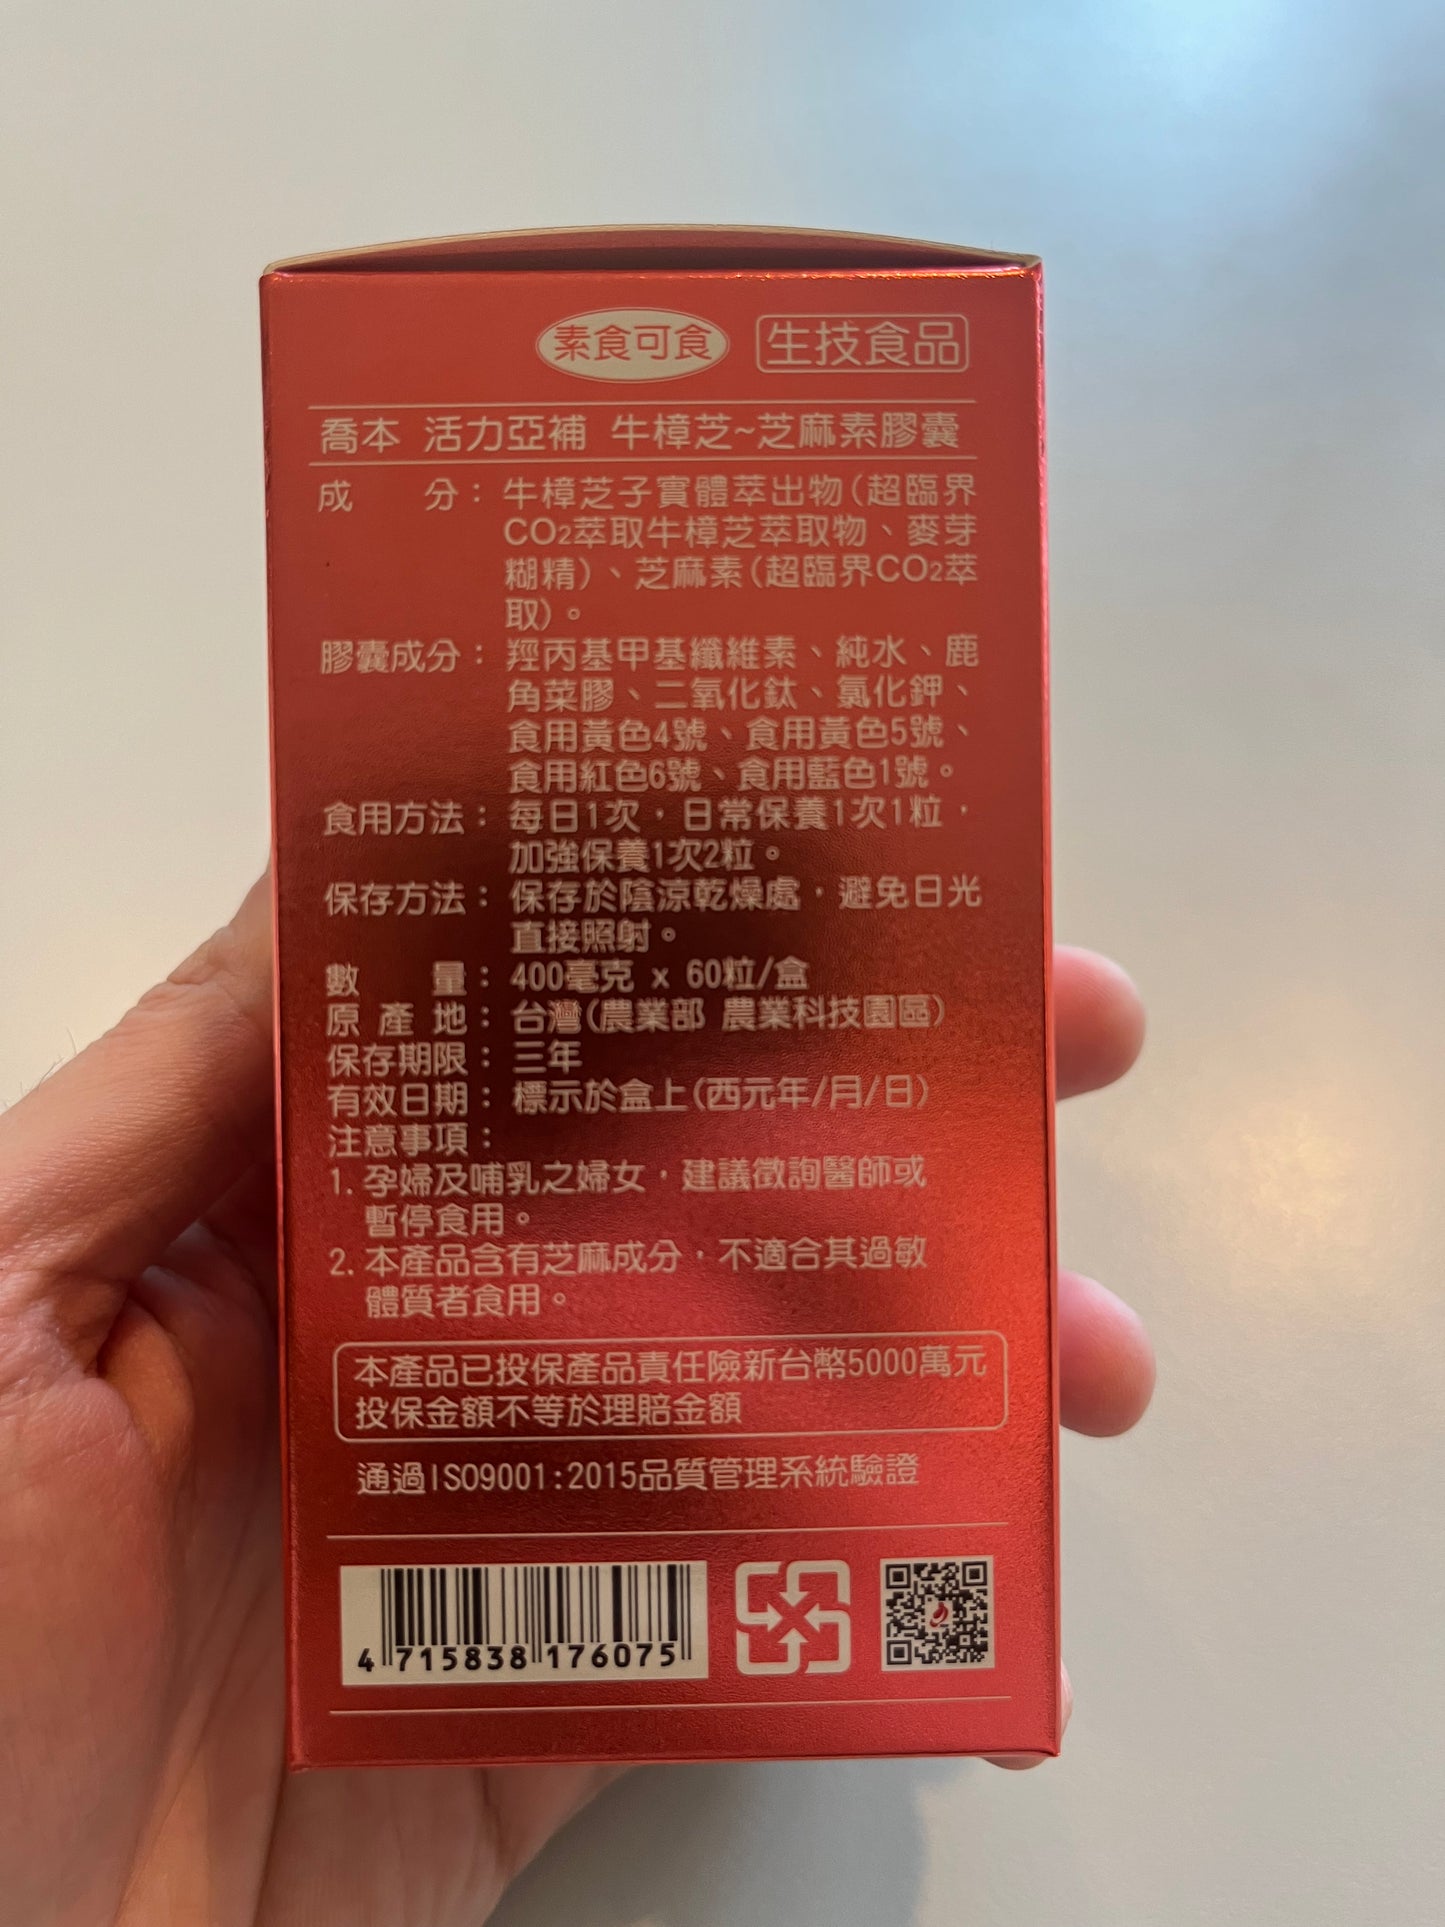 素食可食 生技食品
喬本 活力亞補 牛樟芝~芝麻素膠囊
成 分：牛樟芝子實體萃出物(超臨界
CO2萃取牛樟芝萃取物、麥芽
糊精)、芝麻素(超臨界CO2萃
取)。
膠囊成分：羥丙基甲基纖維素、純水、鹿
角菜膠、二氧化鈦、氯化鉀、
食用黃色4號、食用黃色5號、
食用紅色6號、食用藍色1號。
食用方法：每日1次，日常保養1次1粒，
加強保養1次2粒。
保存方法：保存於陰涼乾燥處，避免日光
直接照射。
數 量：400毫克 x 60粒/盒
原 產 地：台灣(農業部 農業科技園區)
保存期限：三年
有效日期：標示於盒上(西元年/月/日)
注意事項：
1. 孕婦及哺乳之婦女，建議徵詢醫師或
暫停食用。
2. 本產品含有芝麻成分，不適合其過敏
體質者食用。
本產品已投保產品責任險新台幣5000萬元
投保金額不等於理賠金額
通過ISO9001:2015品質管理系統驗證
4 715838 176075